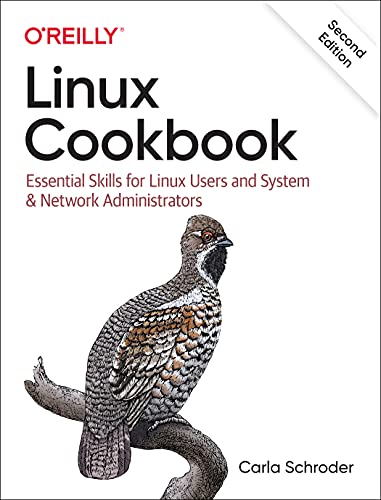 O'REILLY®
Second
Edition
Linux
Cookbook
Essential Skills for Linux Users and System
& Network Administrators
Carla Schroder